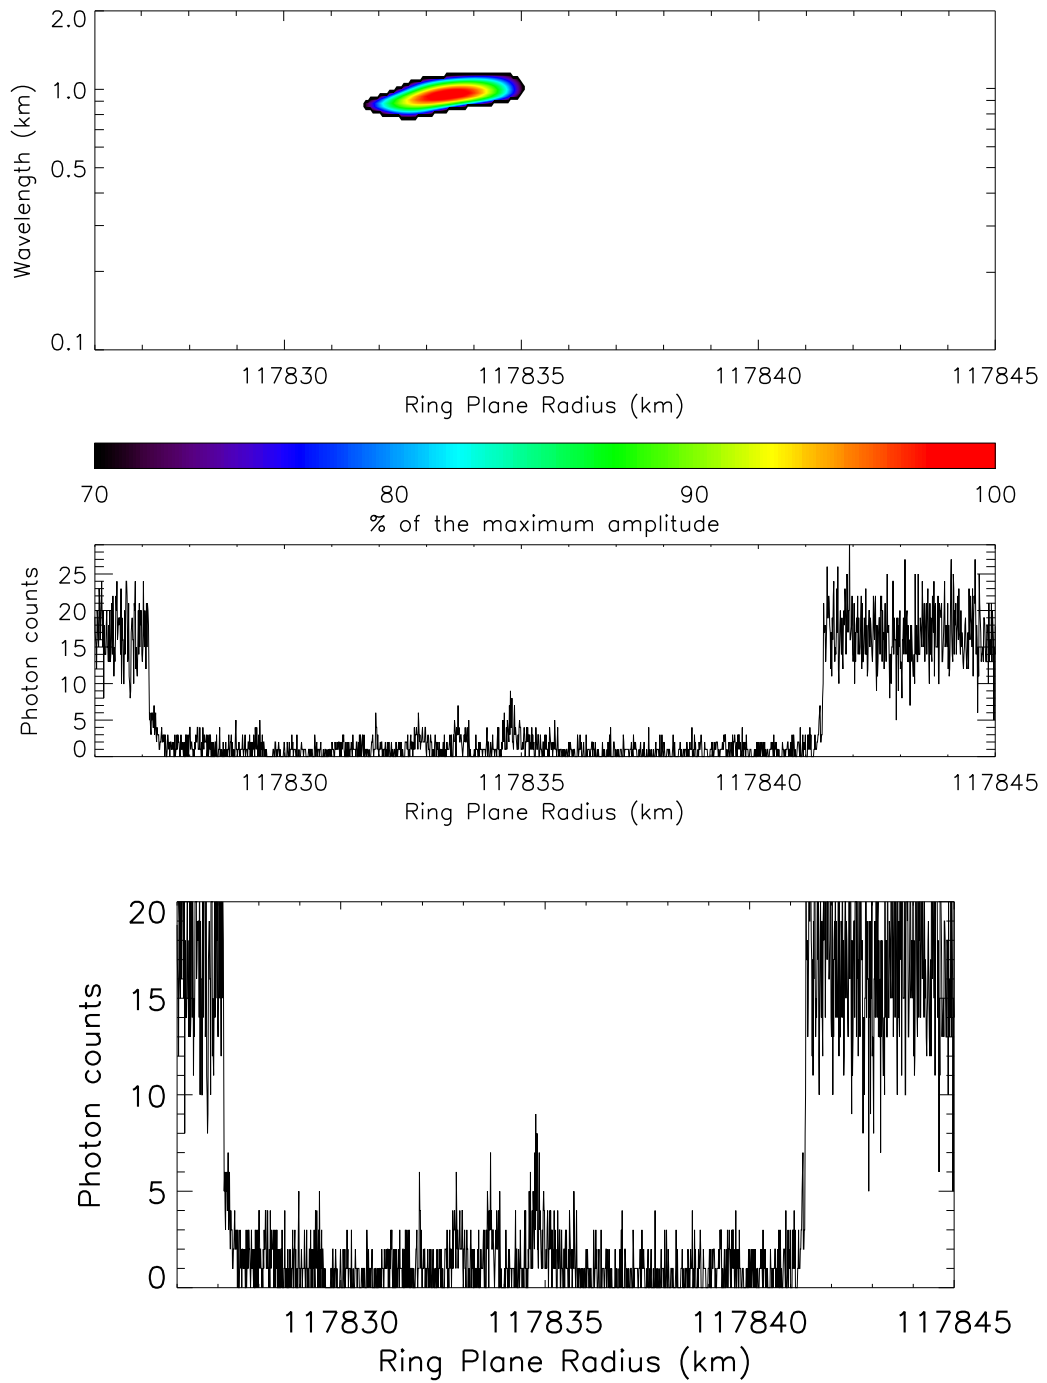 2.0
1.0
0.5
0.1
Wavelength (km)
117830 117835 117840 117845
Ring Plane Radius (km)
70 80 90 100
% of the maximum amplitude
25
20
15
10
5
0
Photon counts
117830 117835 117840 117845
Ring Plane Radius (km)
20
15
10
5
0
Photon counts
117830 117835 117840 117845
Ring Plane Radius (km)